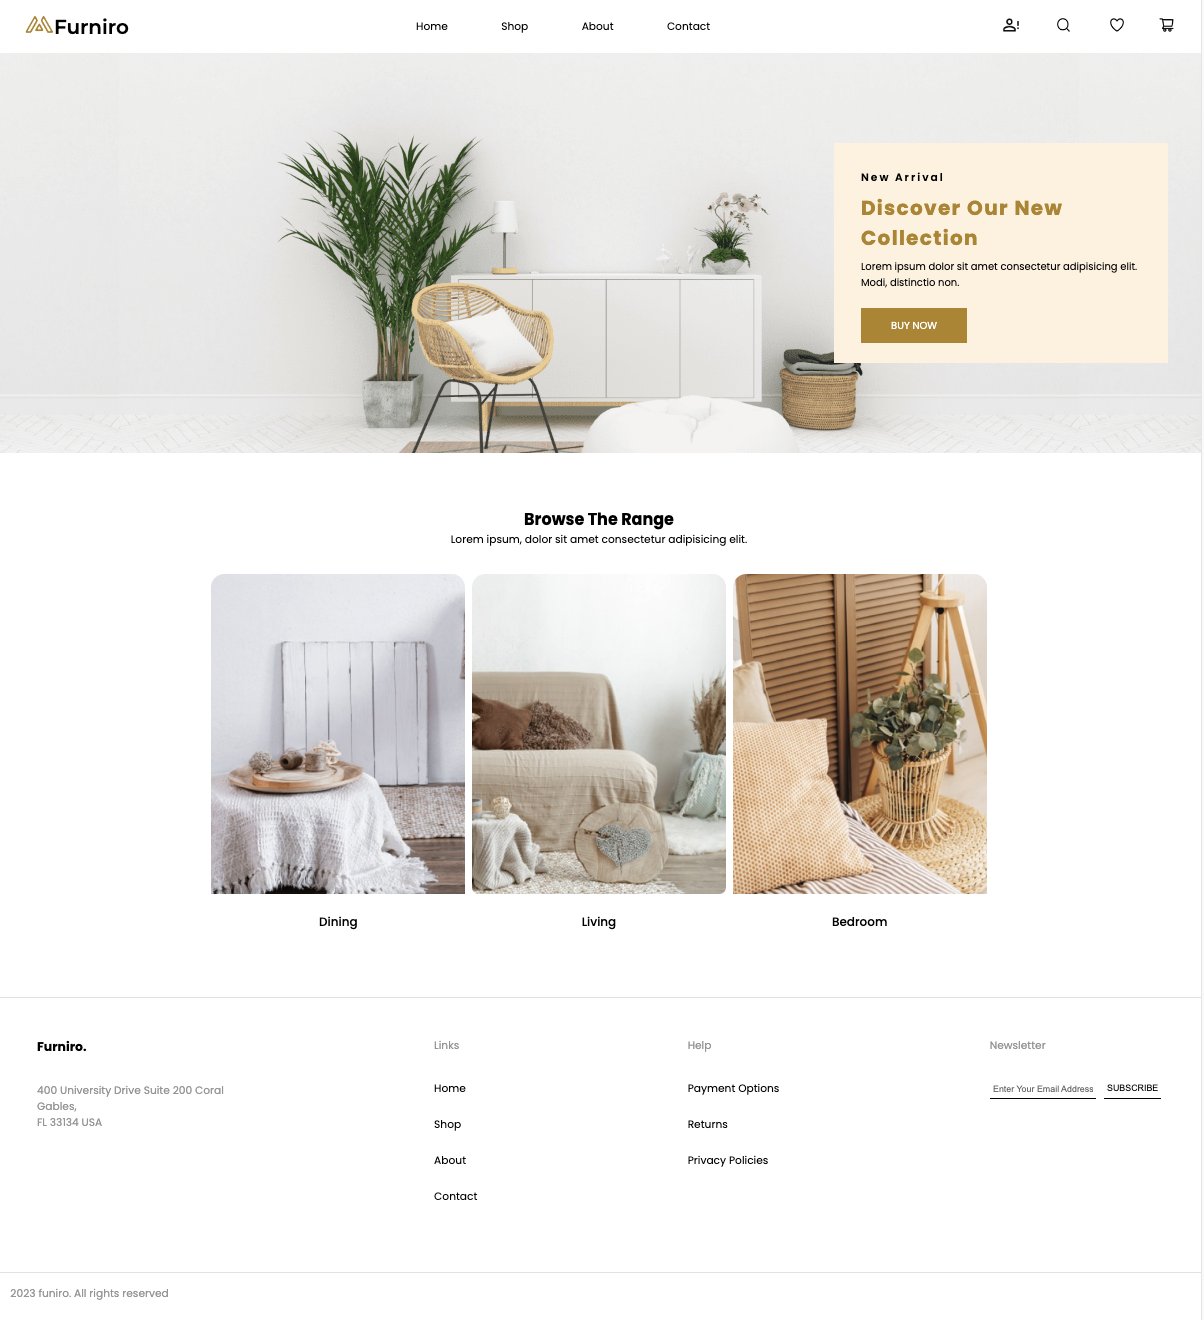 Furniro
Home
Shop
About
Contact
New Arrival
Discover Our New
Collection
Lorem ipsum dolor sit amet consectetur adipisicing elit.
Modi, distinctio non.
BUY NOW
Browse The Range
Lorem ipsum, dolor sit amet consectetur adipisicing elit.
Dining
Living
Bedroom
Furniro.
400 University Drive Suite 200 Coral
Gables,
FL 33134 USA
Links
Home
Shop
About
Contact
Help
Payment Options
Returns
Privacy Policies
Newsletter
Enter Your Email Address
SUBSCRIBE
2023 funiro. All rights reserved